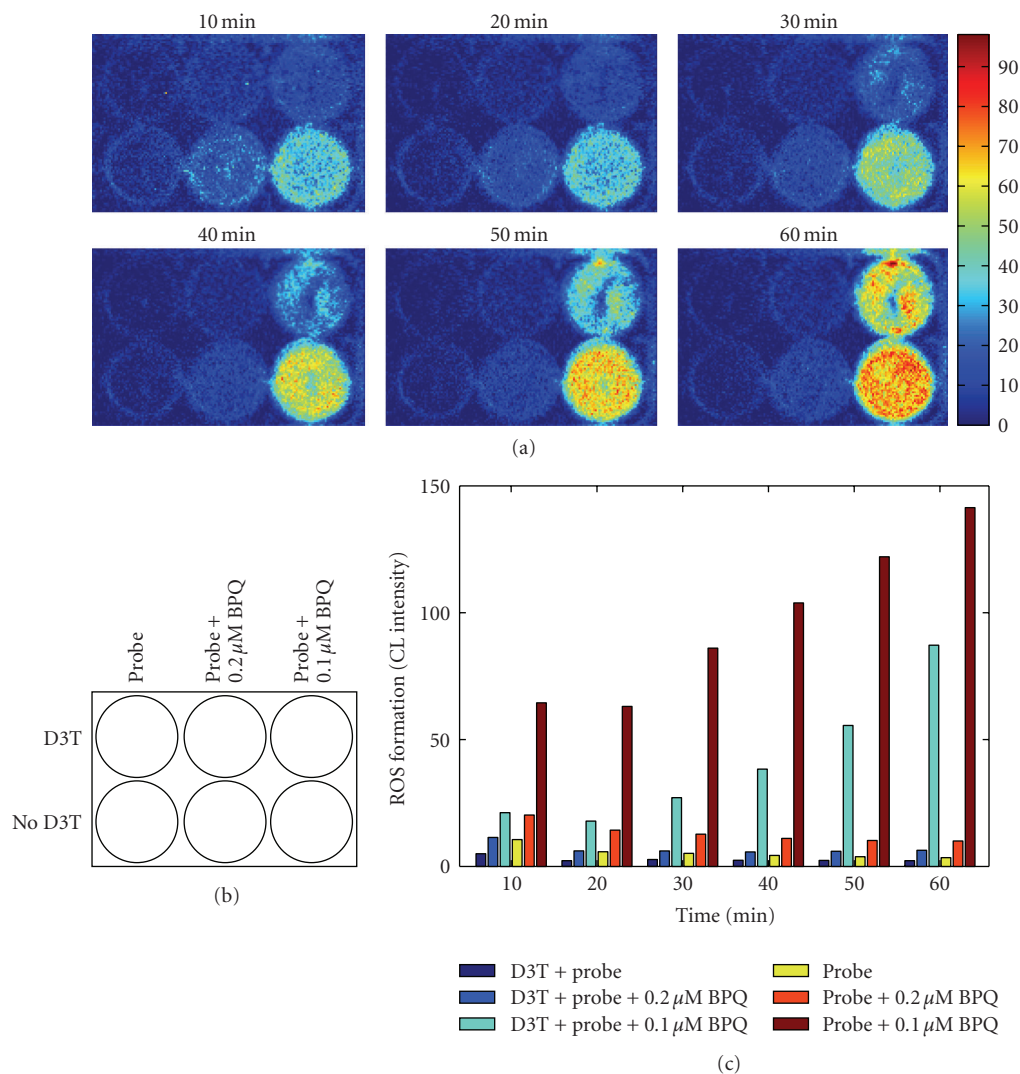 10 min
20 min
30 min
40 min
50 min
60 min
90
80
70
60
50
40
30
20
10
0
(a)
Probe
Probe +
0.2 μM BPQ
Probe +
0.1 μM BPQ
D3T
No D3T
(b)
150
100
50
0
ROS formation (CL intensity)
10 20 30 40 50 60
Time (min)
D3T + probe
D3T + probe + 0.2 μM BPQ
D3T + probe + 0.1 μM BPQ
Probe
Probe + 0.2 μM BPQ
Probe + 0.1 μM BPQ
(c)